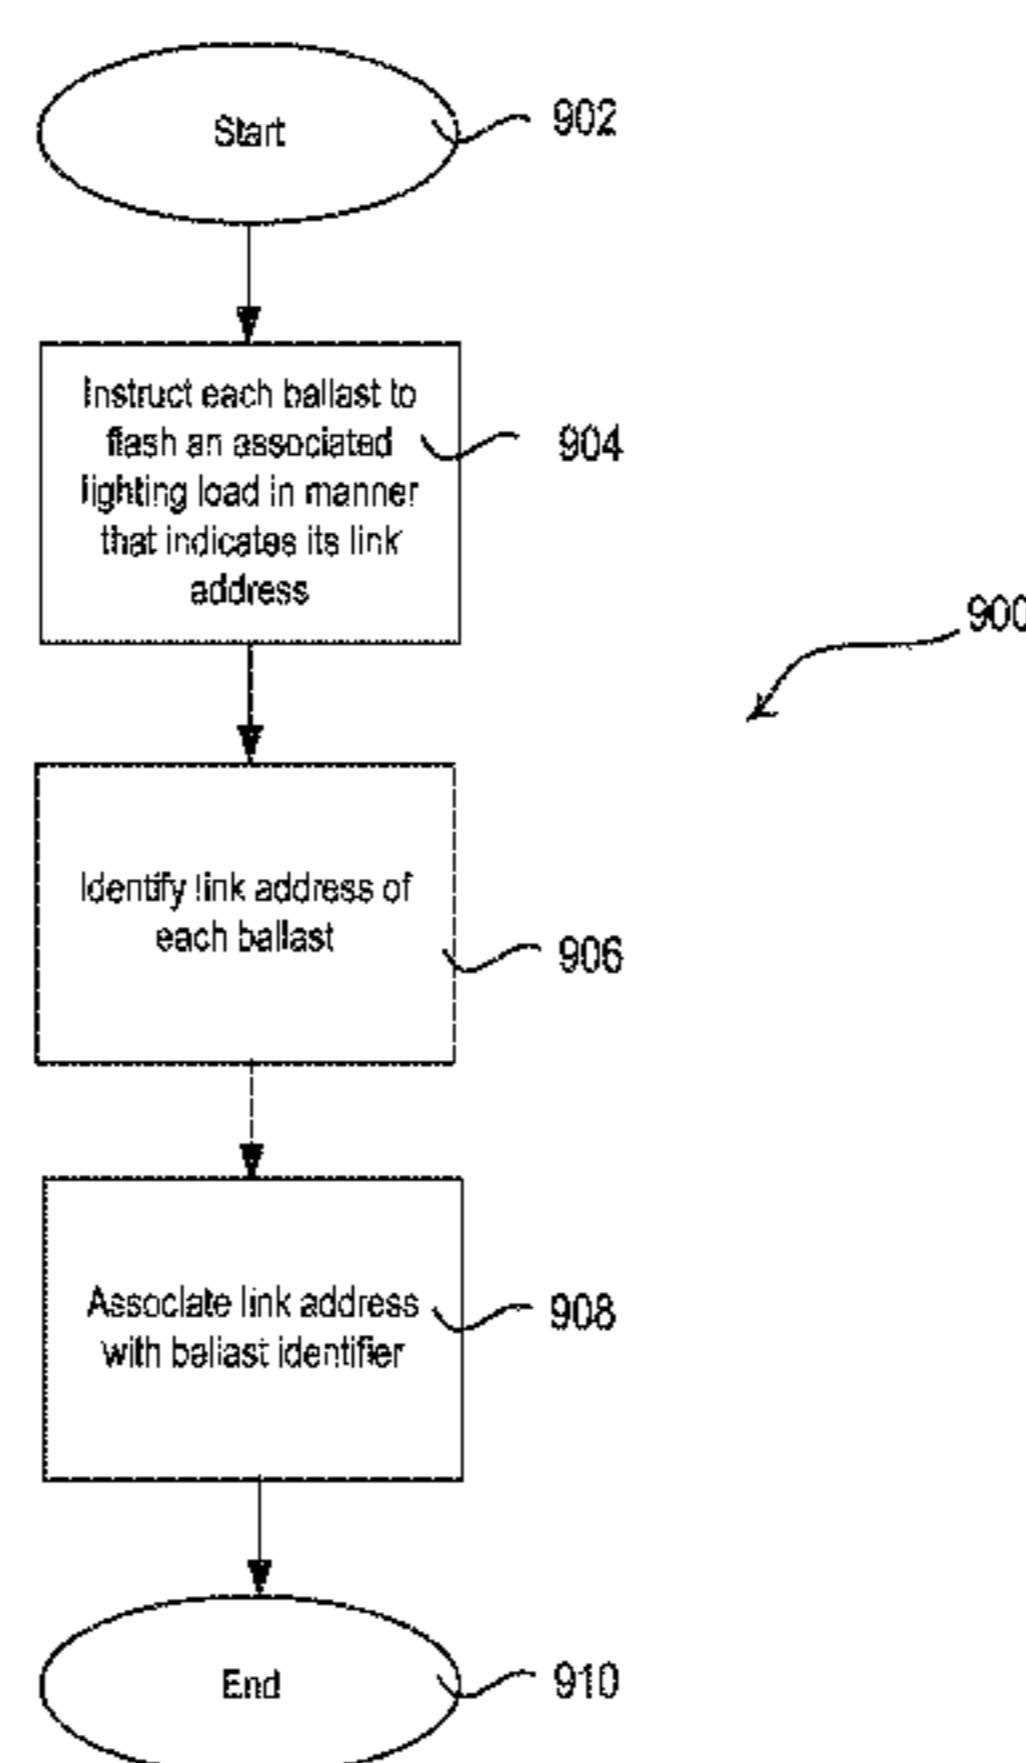 Start
902
Instruct each ballast to
flash an associated
lighting load in manner
that indicates its link
address
904
900
Identify link address of
each ballast
906
Associate link address
with ballast identifier
908
End
910